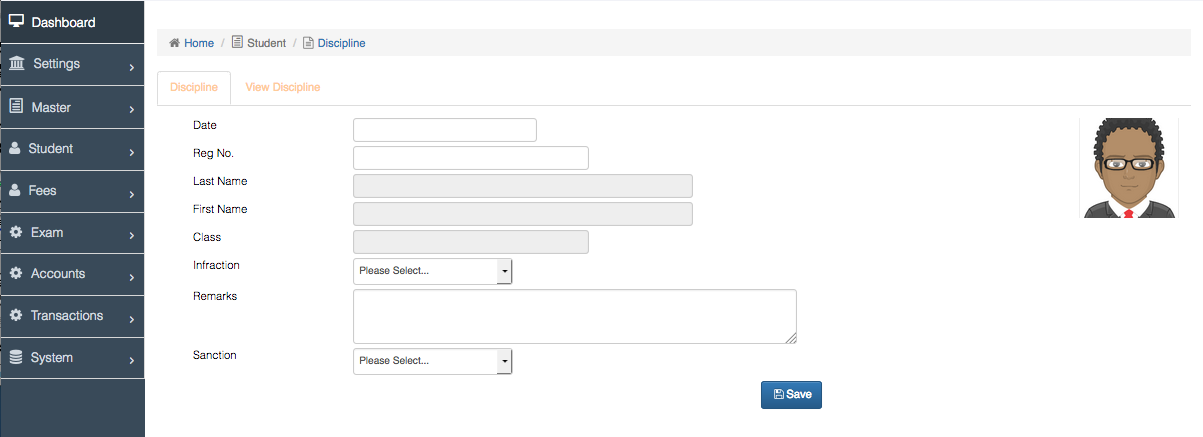 Dashboard
Settings
Master
Student
Fees
Exam
Accounts
Transactions
System
Home / Student / Discipline
Discipline View Discipline
Date
Reg No.
Last Name
First Name
Class
Infraction Please Select...
Remarks
Sanction Please Select...
Save